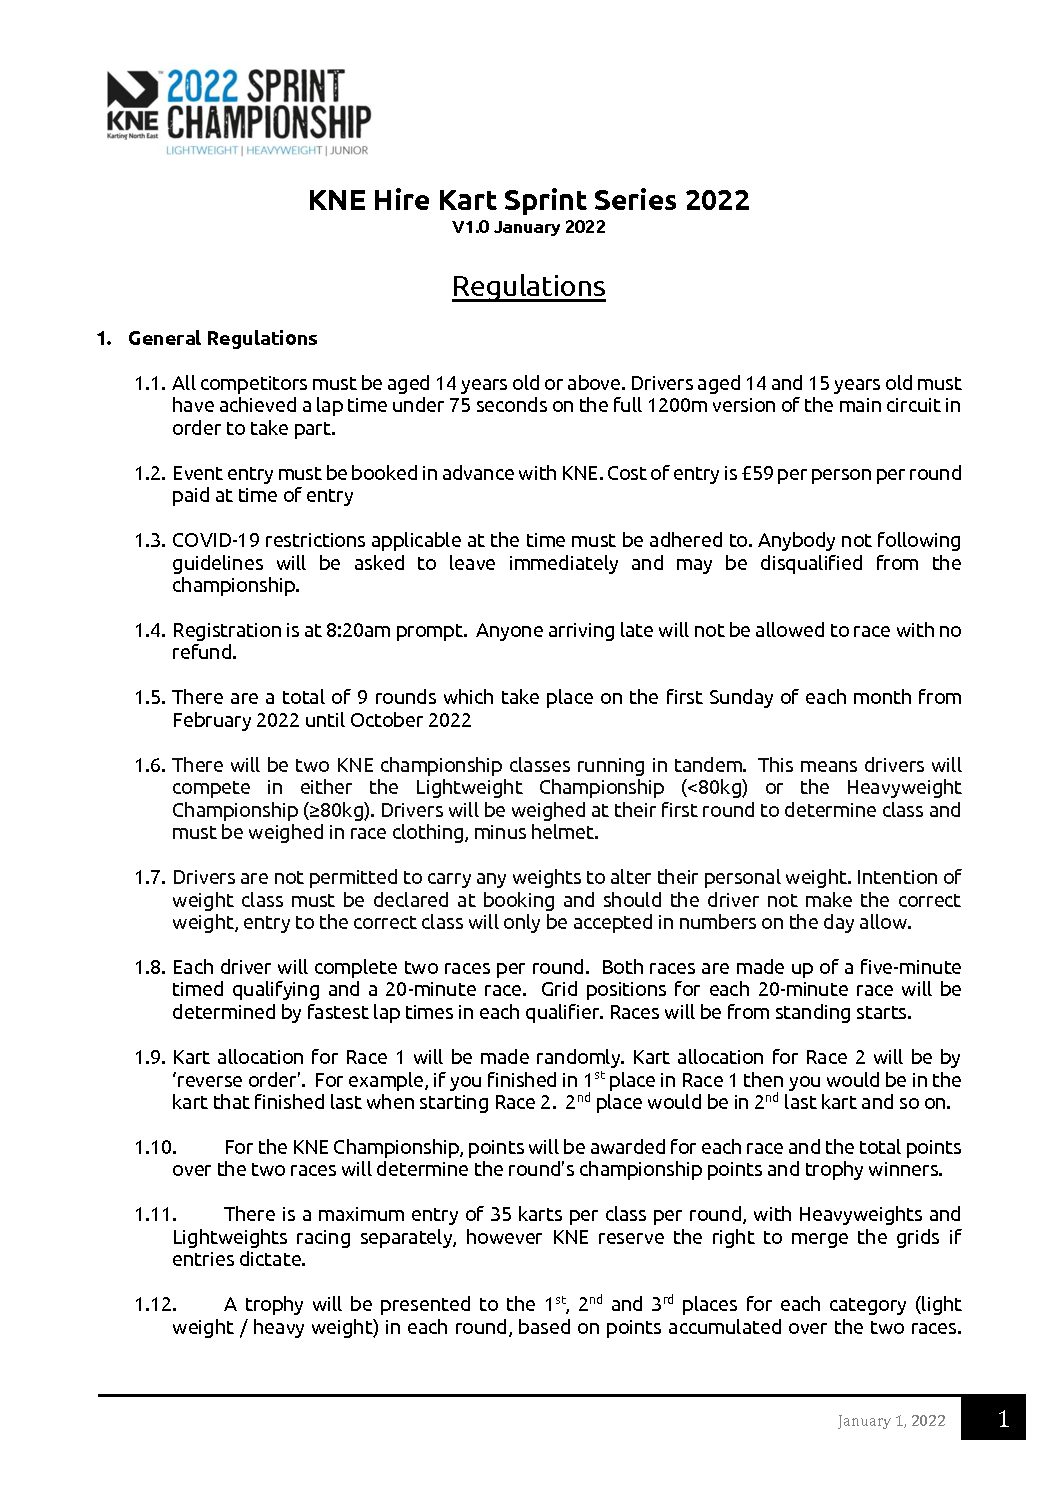 KNE
Karting North East
2022 SPRINT
CHAMPIONSHIP
LIGHTWEIGHT | HEAVYWEIGHT | JUNIOR
KNE Hire Kart Sprint Series 2022
V1.0 January 2022
Regulations
1. General Regulations
1.1. All competitors must be aged 14 years old or above. Drivers aged 14 and 15 years old must
have achieved a lap time under 75 seconds on the full 1200m version of the main circuit in
order to take part.
1.2. Event entry must be booked in advance with KNE. Cost of entry is £59 per person per round
paid at time of entry
1.3. COVID-19 restrictions applicable at the time must be adhered to. Anybody not following
guidelines will be asked to leave immediately and may be disqualified from the
championship.
1.4. Registration is at 8:20am prompt. Anyone arriving late will not be allowed to race with no
refund.
1.5. There are a total of 9 rounds which take place on the first Sunday of each month from
February 2022 until October 2022
1.6. There will be two KNE championship classes running in tandem. This means drivers will
compete in either the Lightweight Championship (<80kg) or the Heavyweight
Championship (≥80kg). Drivers will be weighed at their first round to determine class and
must be weighed in race clothing, minus helmet.
1.7. Drivers are not permitted to carry any weights to alter their personal weight. Intention of
weight class must be declared at booking and should the driver not make the correct
weight, entry to the correct class will only be accepted in numbers on the day allow.
1.8. Each driver will complete two races per round. Both races are made up of a five-minute
timed qualifying and a 20-minute race. Grid positions for each 20-minute race will be
determined by fastest lap times in each qualifier. Races will be from standing starts.
1.9. Kart allocation for Race 1 will be made randomly. Kart allocation for Race 2 will be by
‘reverse order’. For example, if you finished in 1st place in Race 1 then you would be in the
kart that finished last when starting Race 2. 2nd place would be in 2nd last kart and so on.
1.10. For the KNE Championship, points will be awarded for each race and the total points
over the two races will determine the round's championship points and trophy winners.
1.11. There is a maximum entry of 35 karts per class per round, with Heavyweights and
Lightweights racing separately, however KNE reserve the right to merge the grids if
entries dictate.
1.12. A trophy will be presented to the 1st, 2nd and 3rd places for each category (light
weight / heavy weight) in each round, based on points accumulated over the two races.
January 1, 2022
1